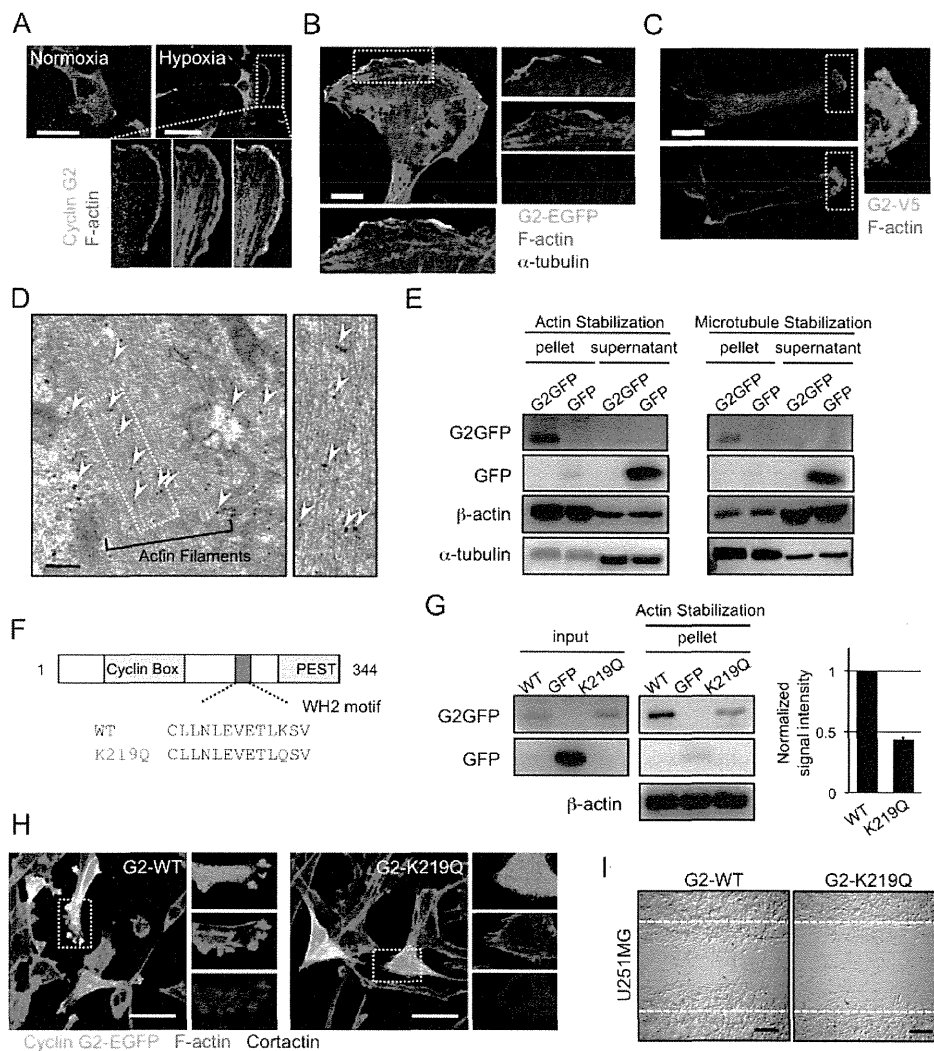 A
Normoxia
Hypoxia
Cyclin G2
F-actin
B
G2-EGFP
F-actin
α-tubulin
C
G2-V5
F-actin
D
Actin Filaments
E
Actin Stabilization
pellet supernatant
G2GFP GFP G2GFP GFP
Microtubule Stabilization
pellet supernatant
G2GFP GFP G2GFP GFP
G2GFP
GFP
β-actin
α-tubulin
F
1 Cyclin Box PEST 344
WH2 motif
WT CLLNLEVETLKSV
K219Q CLLNLEVETLQSV
G
Actin Stabilization
input pellet
WT GFP K219Q WT GFP K219Q
G2GFP
GFP
β-actin
Normalized
signal intensity
1
0.5
0
WT K219Q
H
G2-WT
G2-K219Q
Cyclin G2-EGFP F-actin Cortactin
I
G2-WT G2-K219Q
U251MG